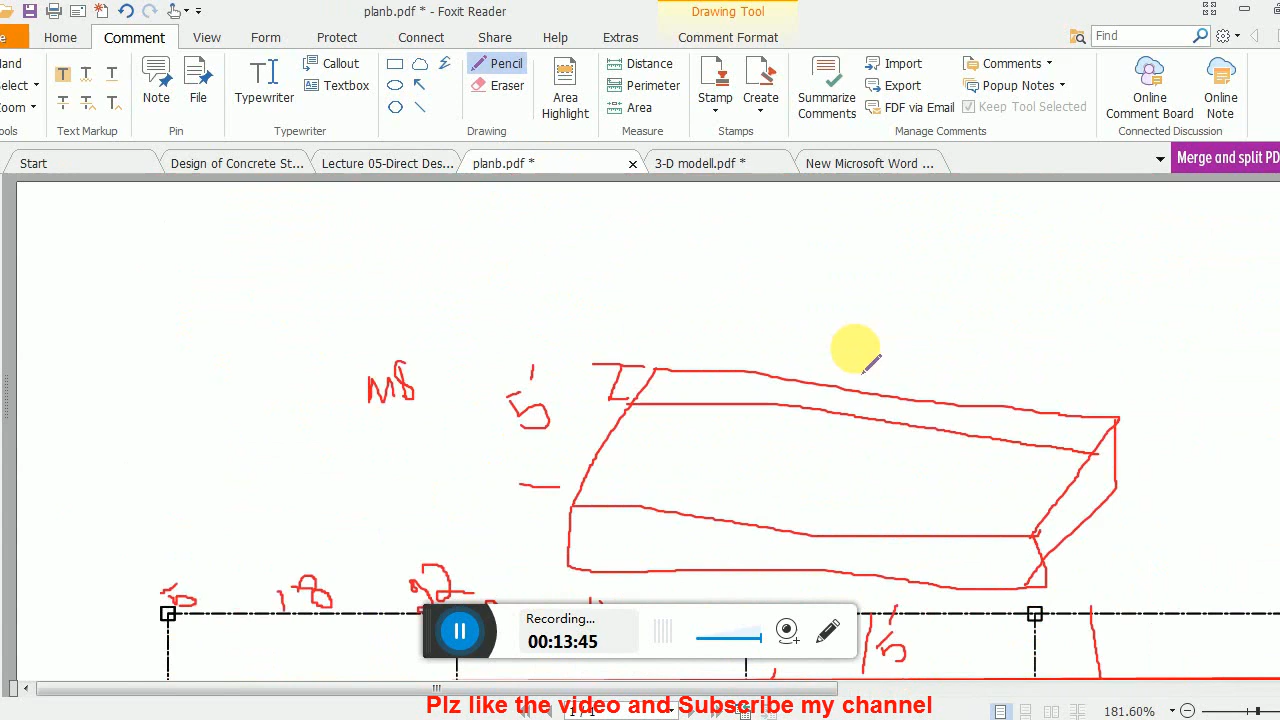 planb.pdf * - Foxit Reader
Drawing Tool
Home Comment View Form Protect Connect Share Help Extras Comment Format Find
Note File Typewriter Callout Textbox Pencil Eraser Area Highlight Distance Perimeter Area Stamp Create Summarize Comments Import Export FDF via Email Comments Popup Notes Keep Tool Selected Online Comment Board Online Note
Text Markup Pin Typewriter Drawing Measure Stamps Manage Comments Connected Discussion
Start Design of Concrete St... Lecture 05-Direct Des... planb.pdf * 3-D modell.pdf * New Microsoft Word ... Merge and split PD
5'
Recording...
00:13:45
Plz like the video and Subscribe my channel
181.60%